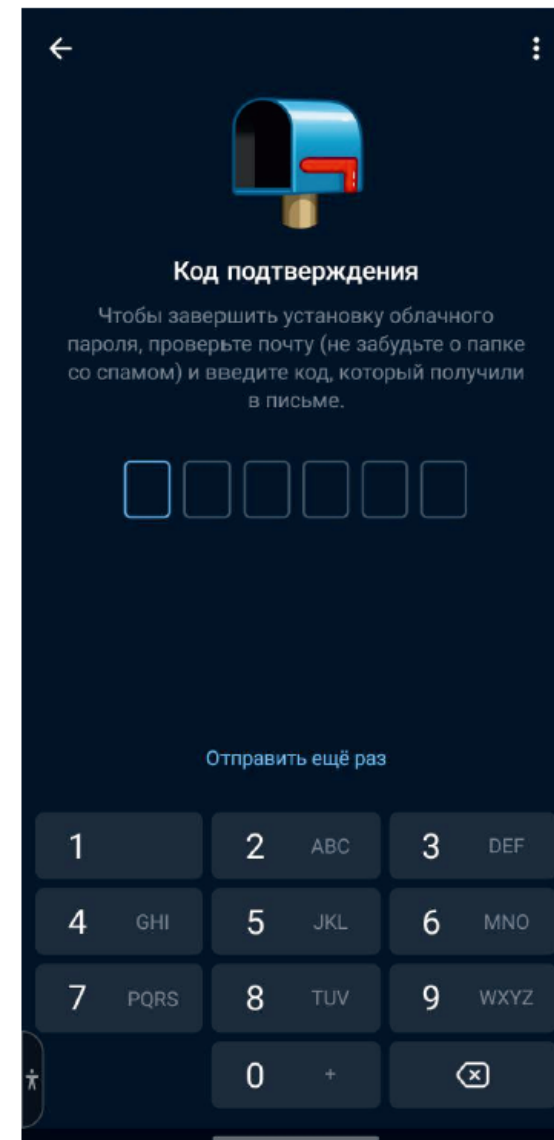 Код подтверждения
Чтобы завершить установку облачного
пароля, проверьте почту (не забудьте о папке
со спамом) и введите код, который получили
в письме.
Отправить ещё раз
1 2 ABC 3 DEF
4 GHI 5 JKL 6 MNO
7 PQRS 8 TUV 9 WXYZ
0 +